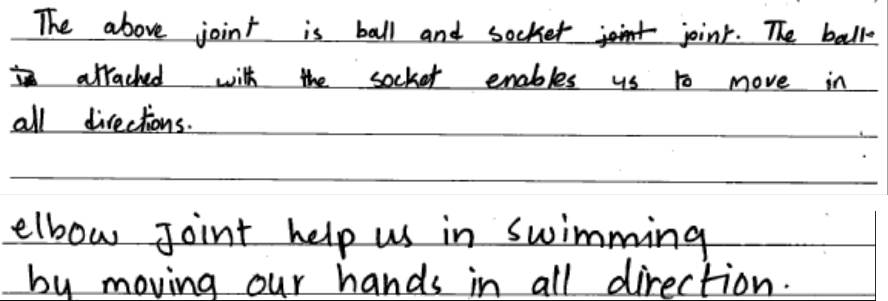 The above joint is ball and socket joint joint. The ball
is attached with the socket enables us to move in
all directions.
elbow Joint help us in swimming
by moving our hands in all direction.